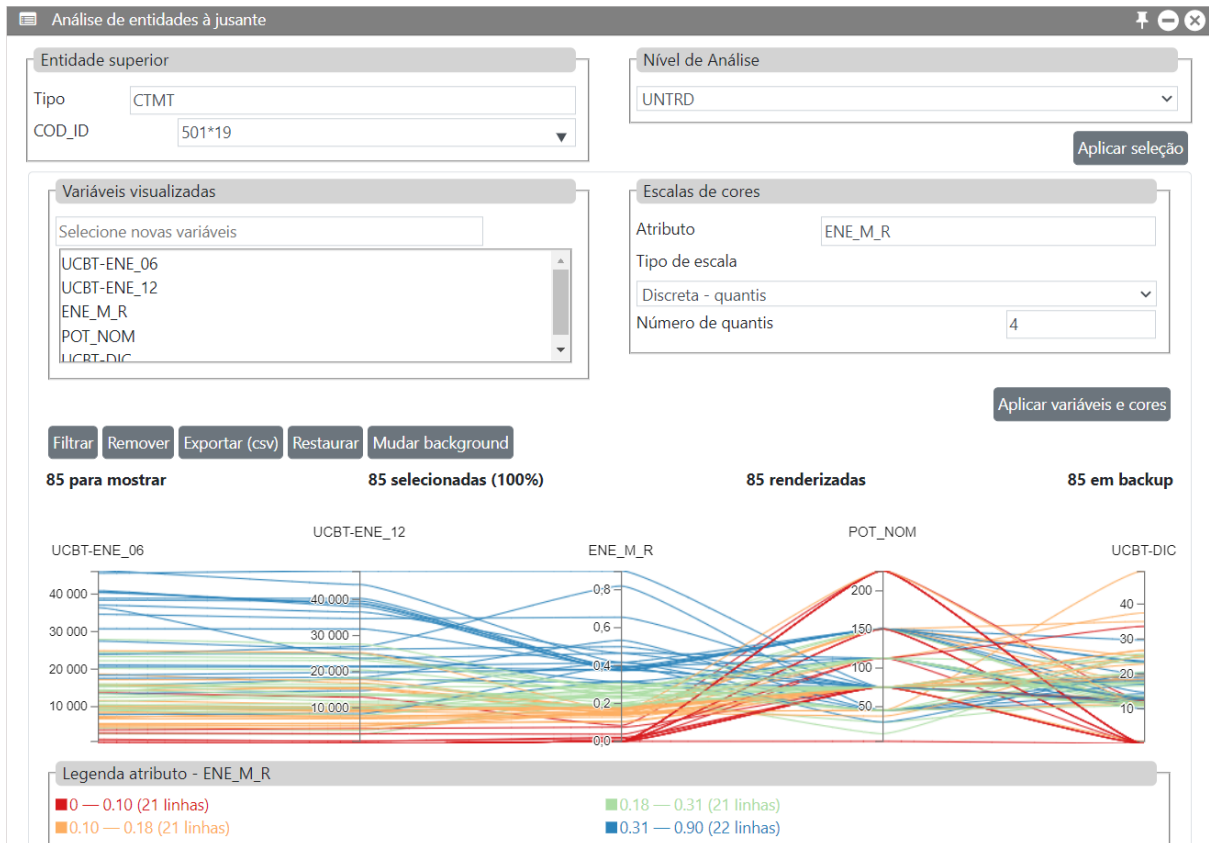 Análise de entidades à jusante
Entidade superior
Tipo
CTMT
COD_ID
501*19
Nível de Análise
UNTRD
Aplicar seleção
Variáveis visualizadas
Selecione novas variáveis
UCBT-ENE_06
UCBT-ENE_12
ENE_M_R
POT_NOM
UCBT-DIC
Escalas de cores
Atributo
ENE_M_R
Tipo de escala
Discreta - quantis
Número de quantis
4
Aplicar variáveis e cores
Filtrar Remover Exportar (csv) Restaurar Mudar background
85 para mostrar 85 selecionadas (100%) 85 renderizadas 85 em backup
UCBT-ENE_06
40 000
30 000
20 000
10 000
UCBT-ENE_12
40 000
30 000
20 000
10 000
ENE_M_R
0,8
0,6
0,4
0,2
0,0
POT_NOM
200
150
100
50
UCBT-DIC
40
30
20
10
Legenda atributo - ENE_M_R
0 — 0.10 (21 linhas)
0.10 — 0.18 (21 linhas)
0.18 — 0.31 (21 linhas)
0.31 — 0.90 (22 linhas)